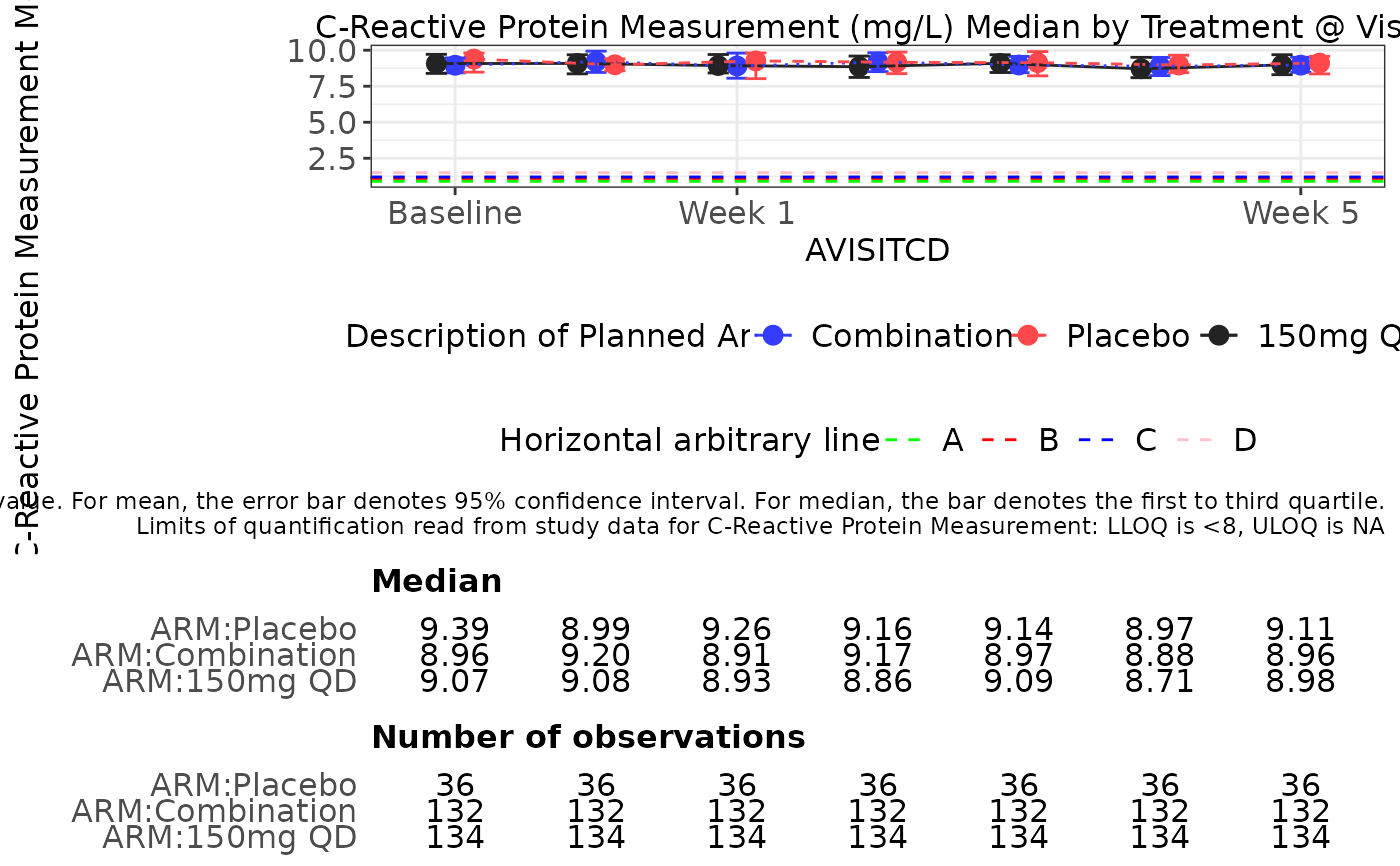 C-Reactive Protein Measurement (mg/L) Median by Treatment @ Vis
C-Reactive Protein Measurement M
10.0
7.5
5.0
2.5
Baseline Week 1 Week 5
AVISITCD
Description of Planned Ar Combination Placebo 150mg Q
Horizontal arbitrary line A B C D
For mean, the error bar denotes 95% confidence interval. For median, the bar denotes the first to third quartile.
Limits of quantification read from study data for C-Reactive Protein Measurement: LLOQ is <8, ULOQ is NA
Median
ARM:Placebo 9.39 8.99 9.26 9.16 9.14 8.97 9.11
ARM:Combination 8.96 9.20 8.91 9.17 8.97 8.88 8.96
ARM:150mg QD 9.07 9.08 8.93 8.86 9.09 8.71 8.98
Number of observations
ARM:Placebo 36 36 36 36 36 36 36
ARM:Combination 132 132 132 132 132 132 132
ARM:150mg QD 134 134 134 134 134 134 134